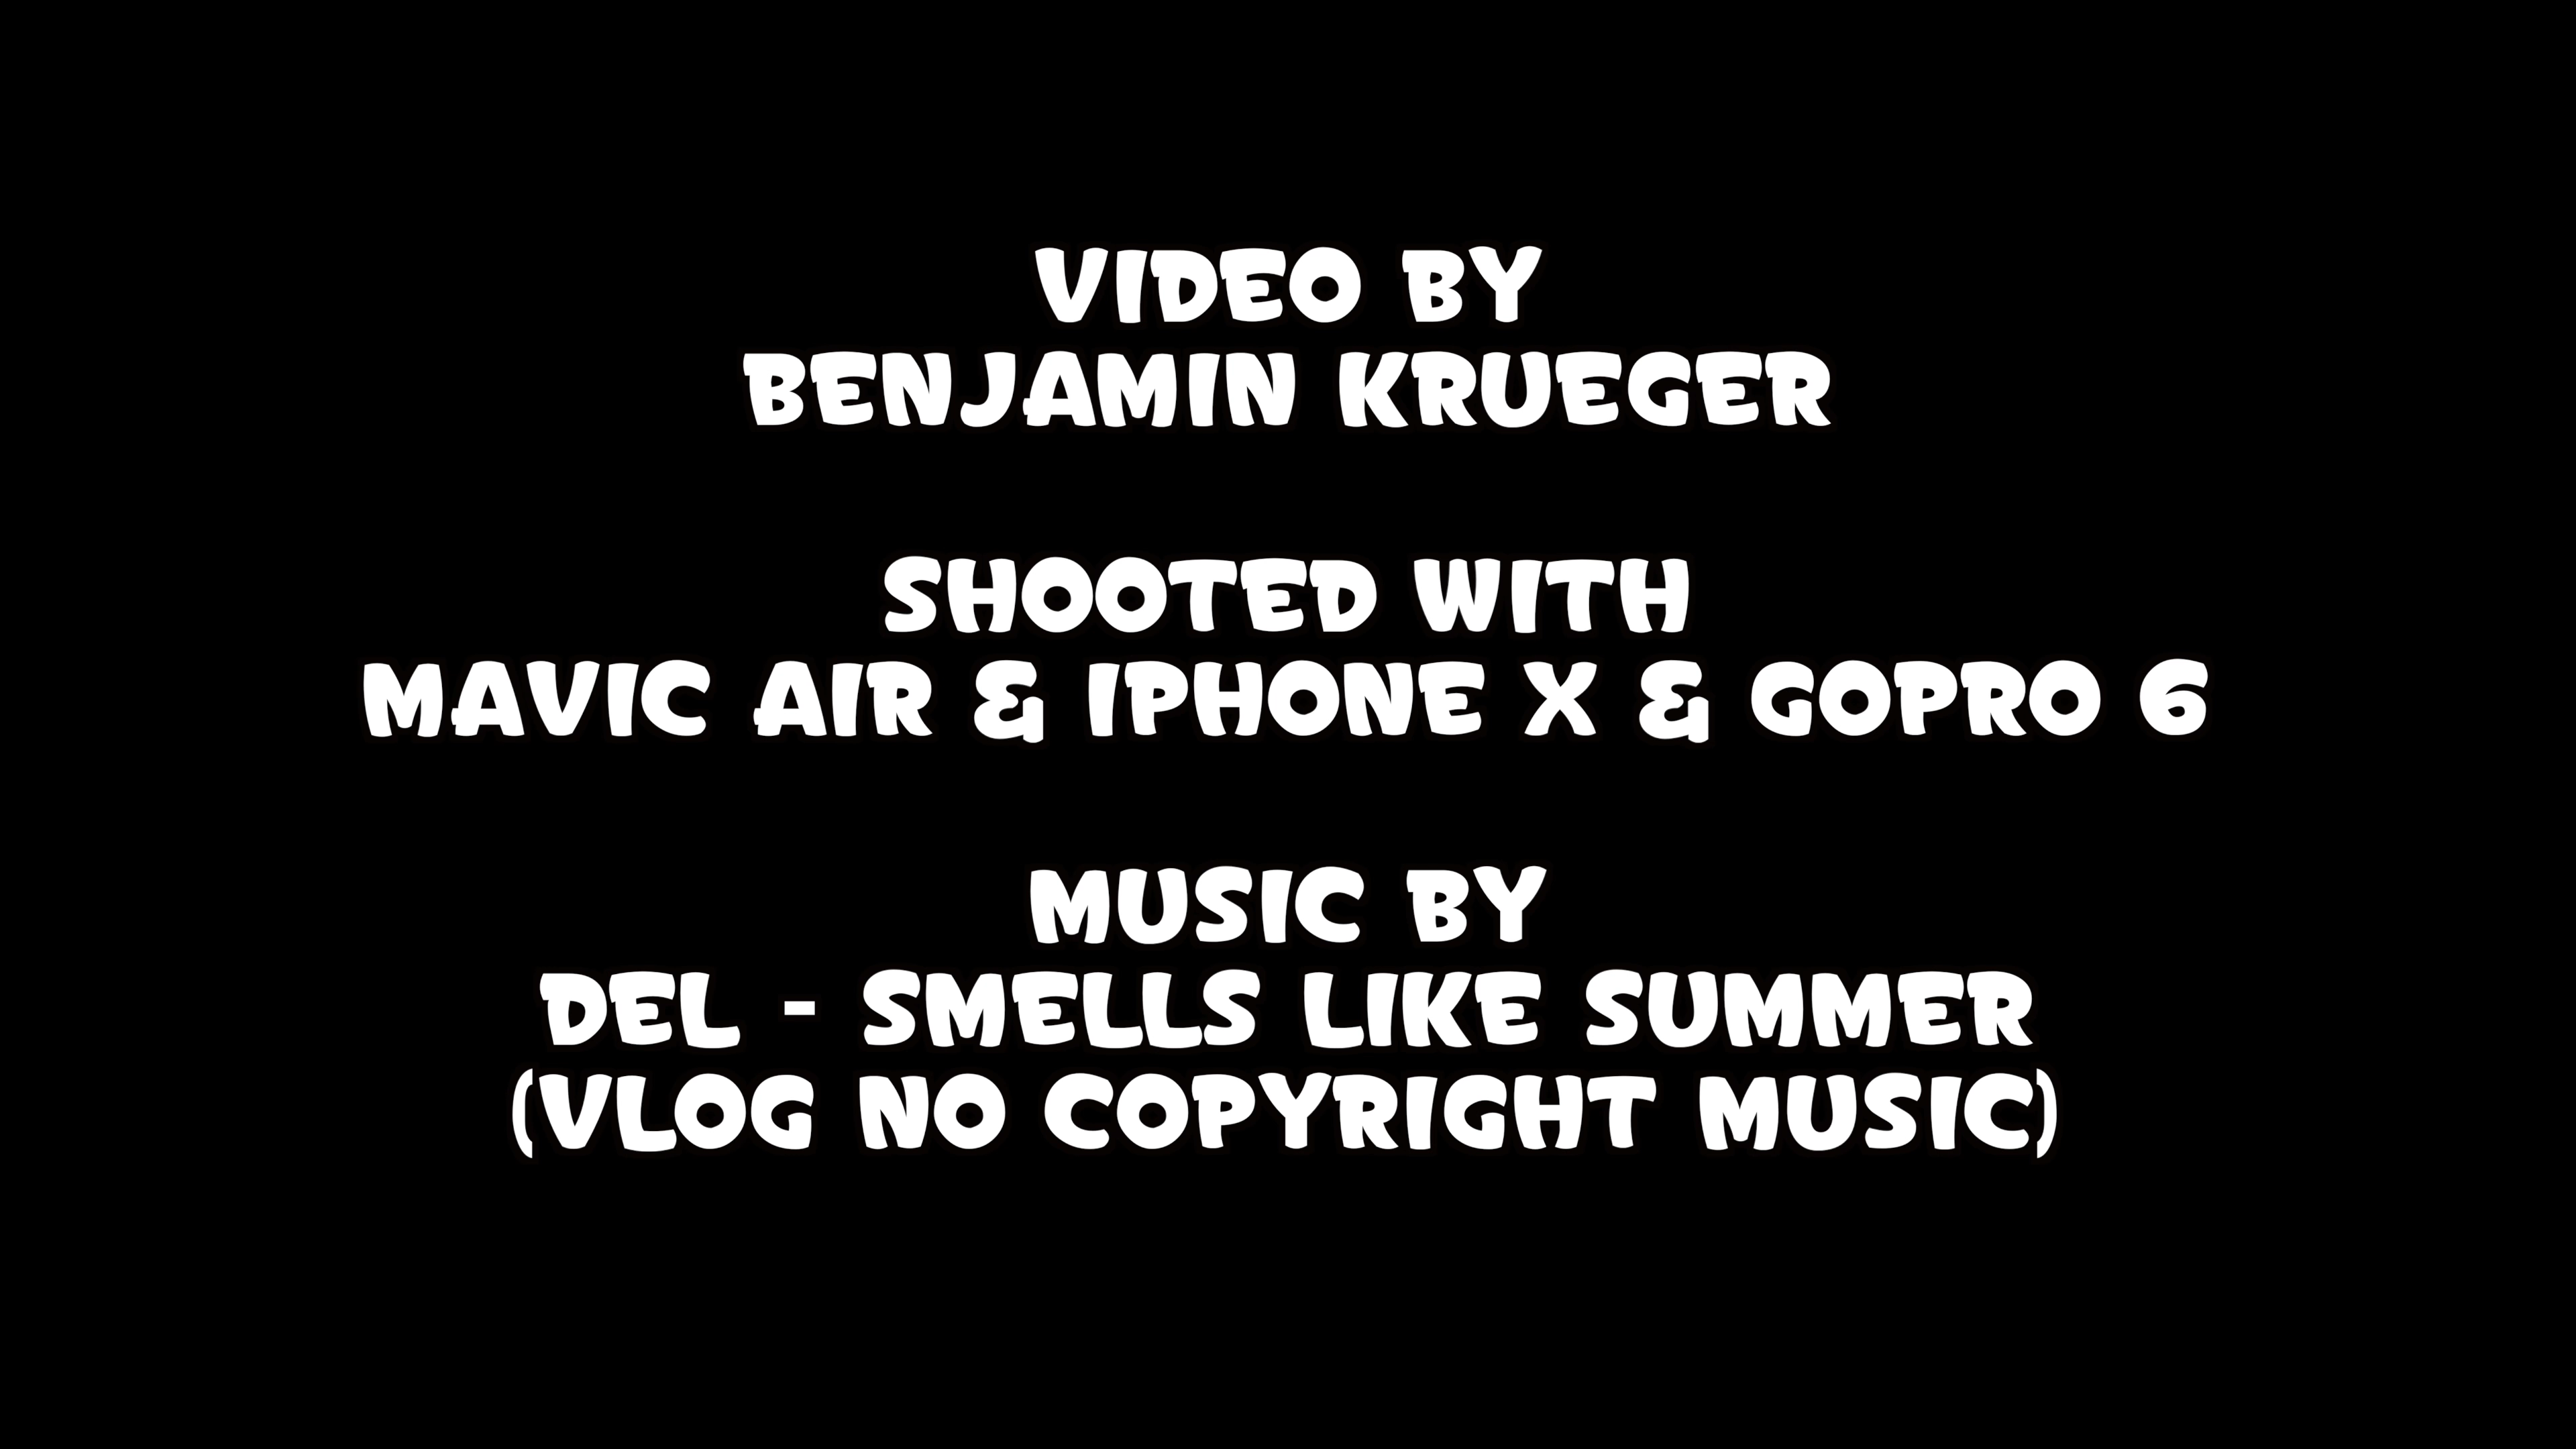 VIDEO BY
BENJAMIN KRUEGER
SHOOTED WITH
MAVIC AIR & IPHONE X & GOPRO 6
MUSIC BY
DEL - SMELLS LIKE SUMMER
(VLOG NO COPYRIGHT MUSIC)